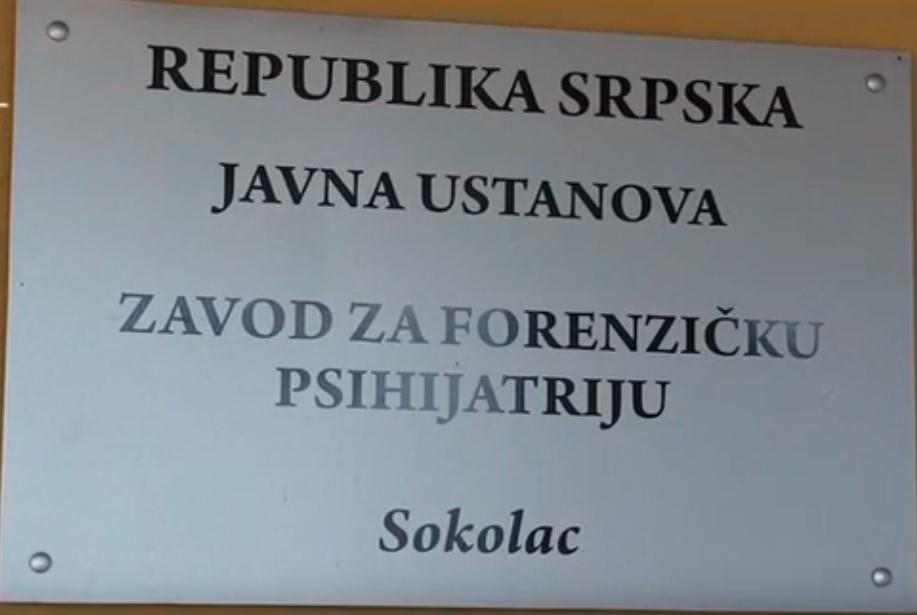 REPUBLIKA SRPSKA
JAVNA USTANOVA
ZAVOD ZA FORENZIČKU
PSIHIJATRIJU
Sokolac